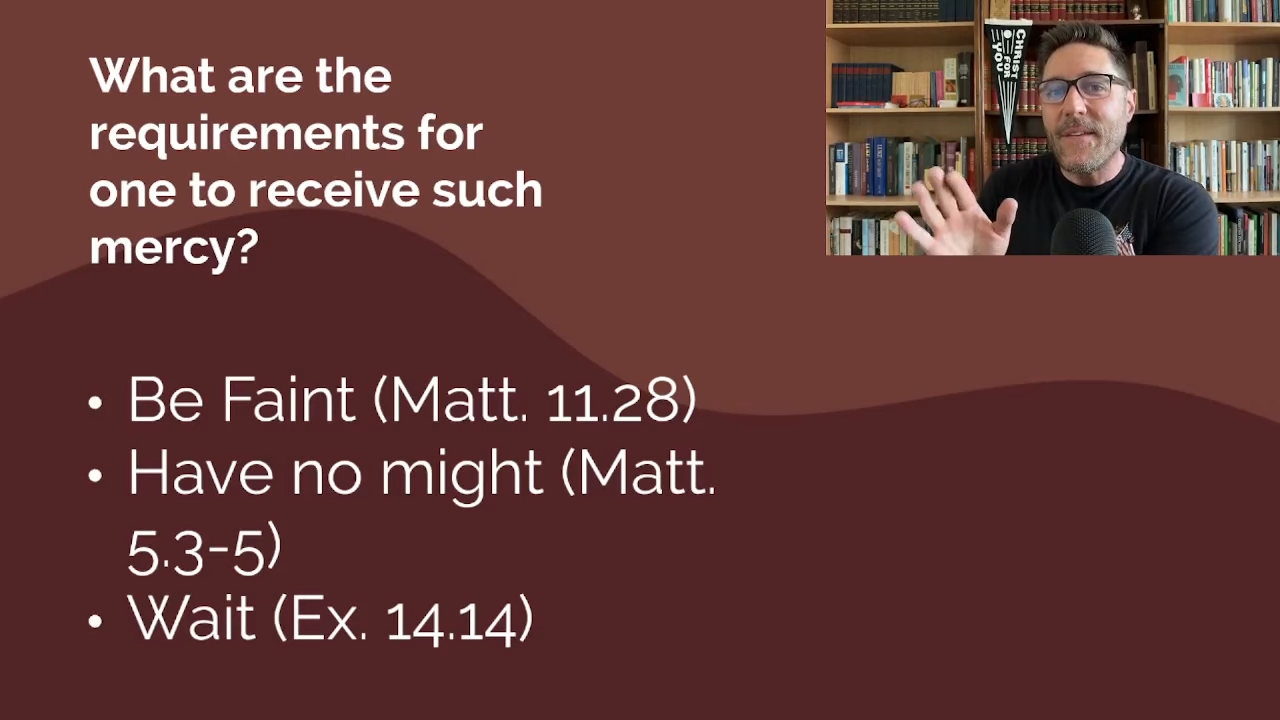 What are the
requirements for
one to receive such
mercy?
• Be Faint (Matt. 11.28)
• Have no might (Matt.
5.3-5)
• Wait (Ex. 14.14)
CHRIST
FOR
YOU